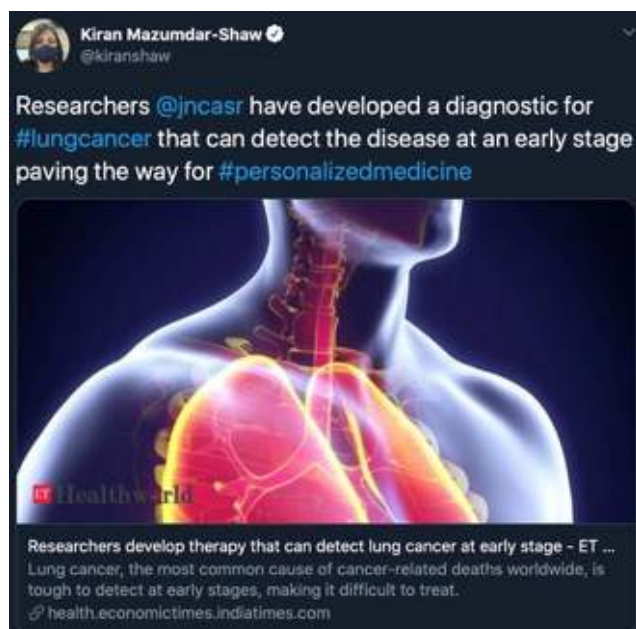 Kiran Mazumdar-Shaw
@kiranshaw
Researchers @jncasr have developed a diagnostic for
#lungcancer that can detect the disease at an early stage
paving the way for #personalizedmedicine
ET Healthworld
Researchers develop therapy that can detect lung cancer at early stage - ET ...
Lung cancer, the most common cause of cancer-related deaths worldwide, is
tough to detect at early stages, making it difficult to treat.
health.economictimes.indiatimes.com